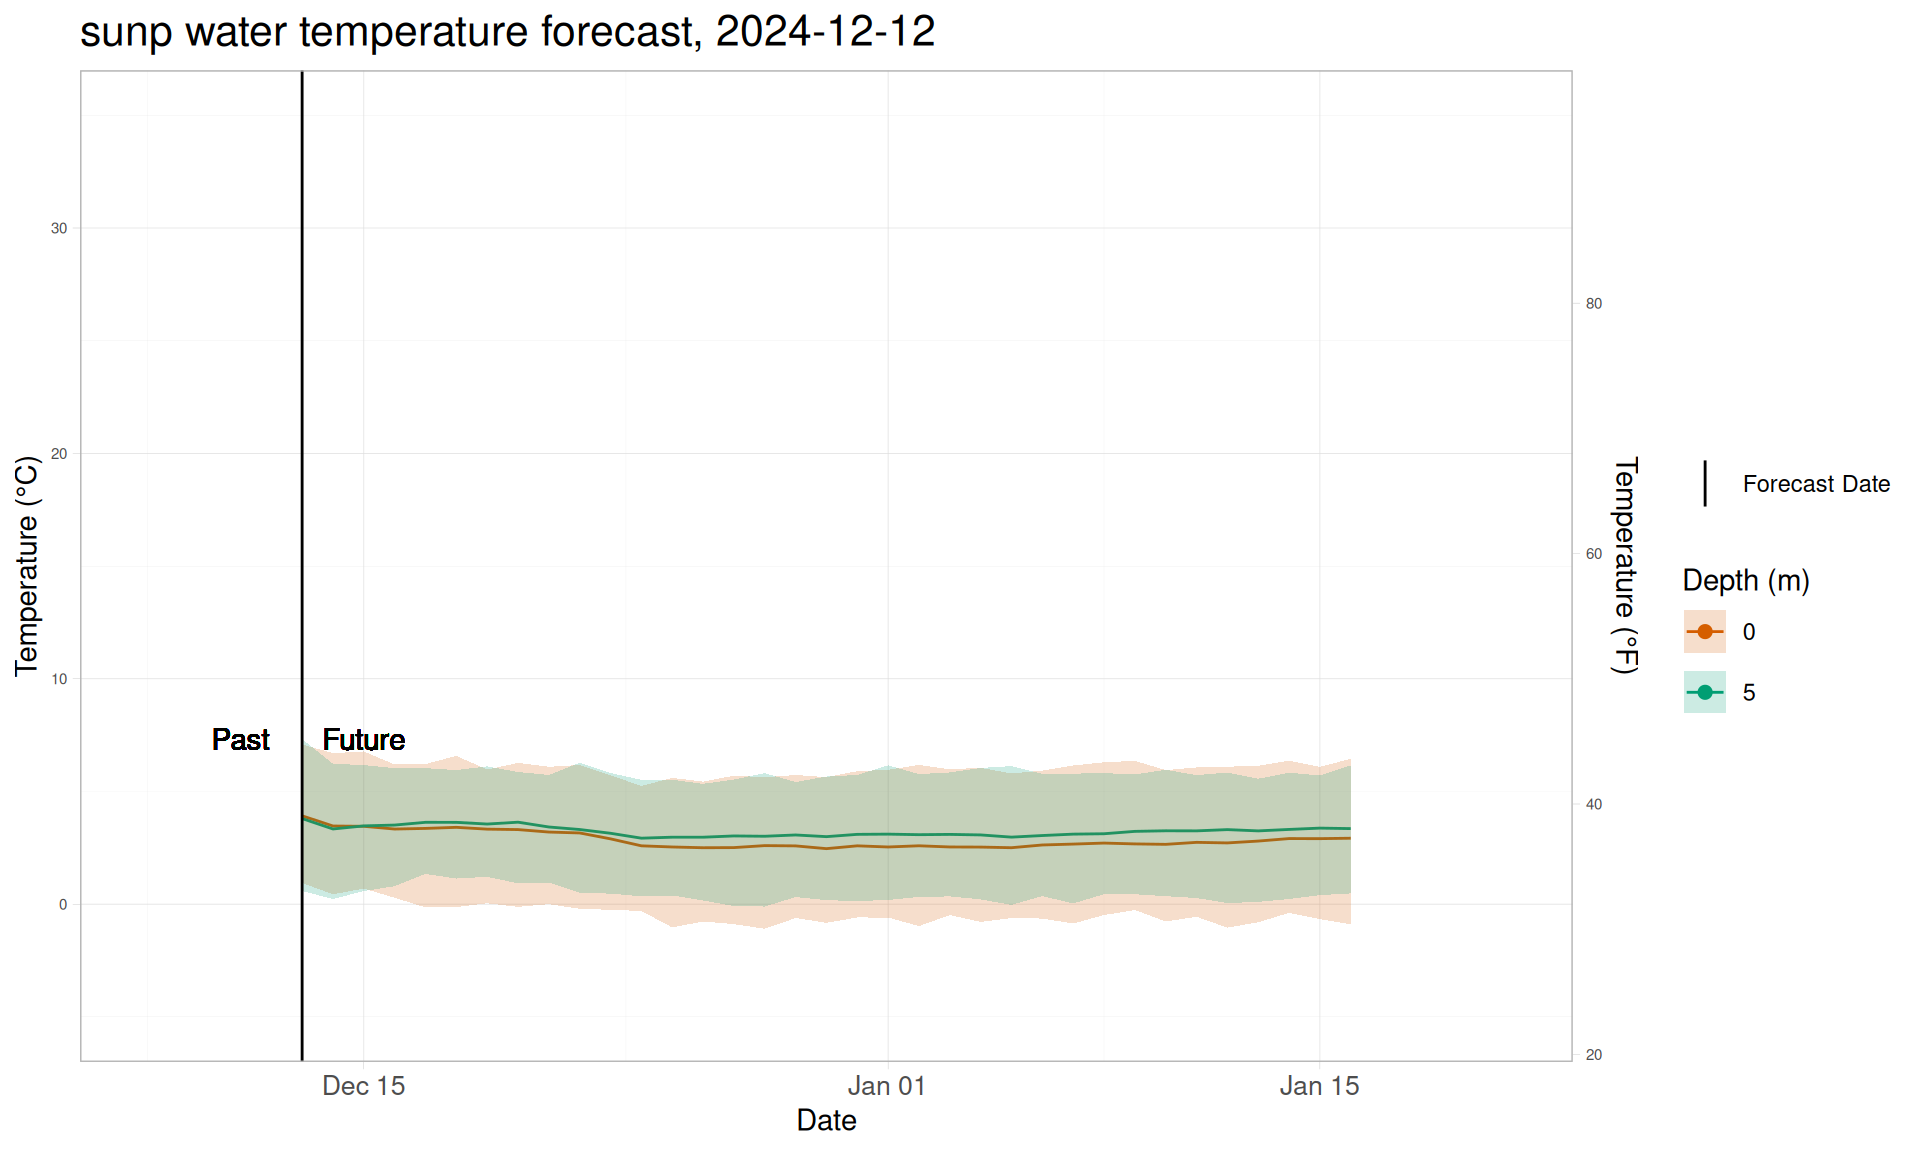 sunp water temperature forecast, 2024-12-12
Temperature (°C)
30
20
10
0
Past
Future
Dec 15
Jan 01
Jan 15
Date
80
60
40
20
Temperature (°F)
Forecast Date
Depth (m)
0
5